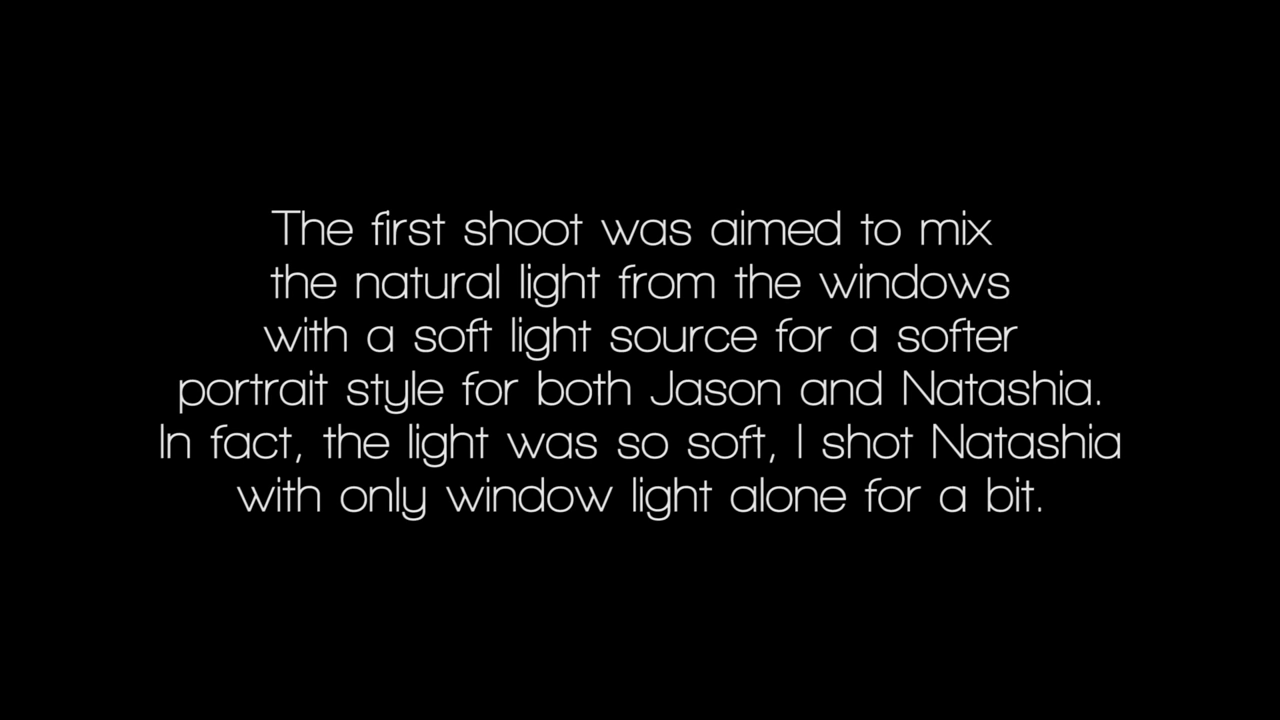 The first shoot was aimed to mix
the natural light from the windows
with a soft light source for a softer
portrait style for both Jason and Natashia.
In fact, the light was so soft, I shot Natashia
with only window light alone for a bit.